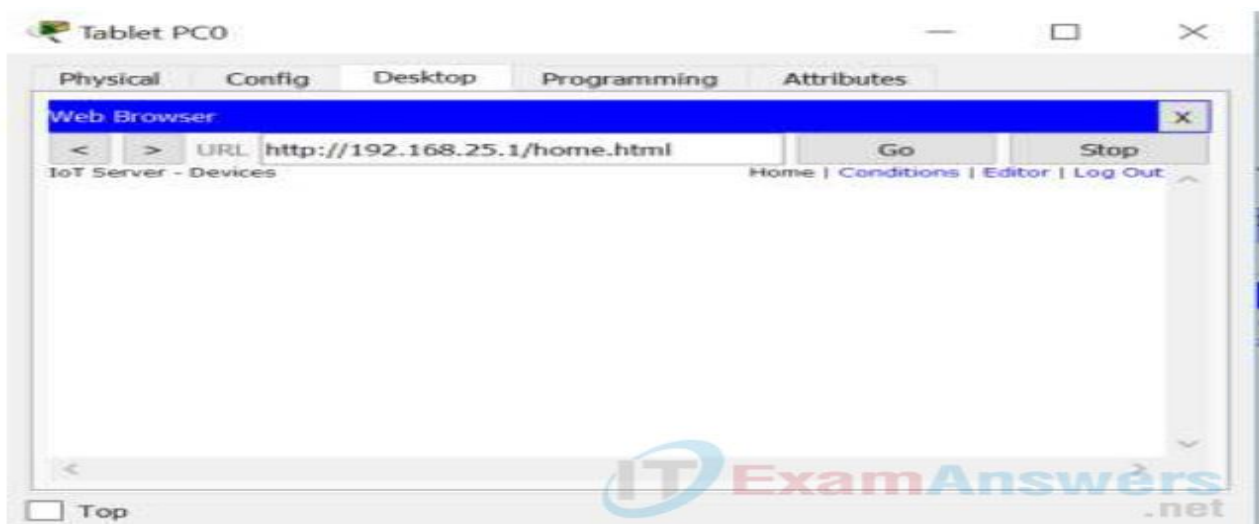 Tablet PC0
Physical Config Desktop Programming Attributes
Web Browser x
< > URL http://192.168.25.1/home.html Go Stop
IoT Server - Devices Home | Conditions | Editor | Log Out
ITExamAnswers
.net
Top